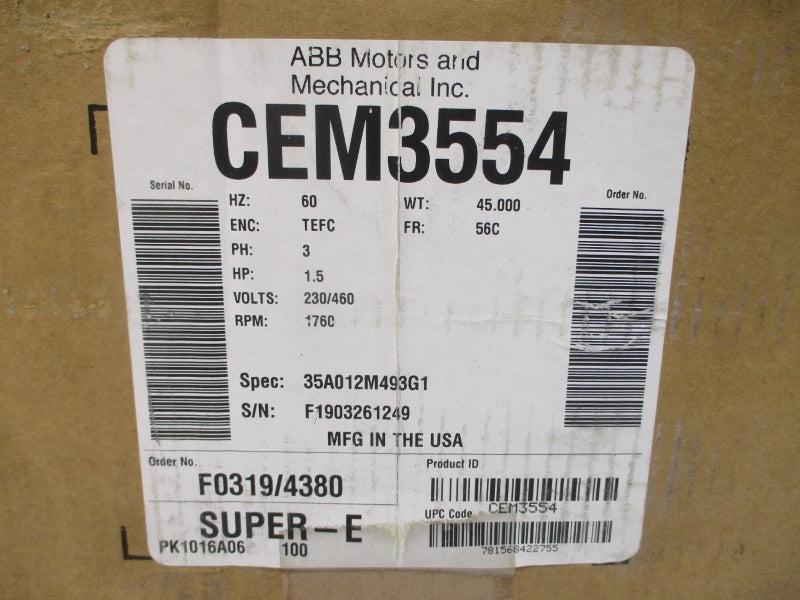 ABB Motors and
Mechanical Inc.
CEM3554
Serial No.
Order No.
HZ: 60 WT: 45.000
ENC: TEFC FR: 56C
PH: 3
HP: 1.5
VOLTS: 230/460
RPM: 1760
Spec: 35A012M493G1
S/N: F1903261249
MFG IN THE USA
Order No.
F0319/4380
Product ID
CEM3554
SUPER-E
PK1016A06 100
UPC Code
781568422755